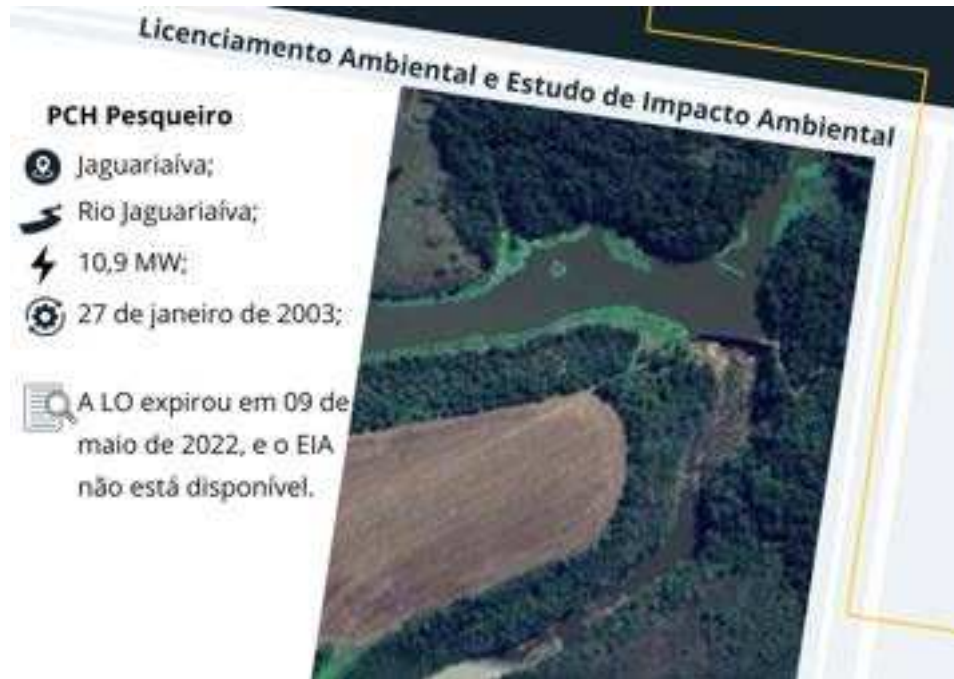 Licenciamento Ambiental e Estudo de Impacto Ambiental
PCH Pesqueiro
Jaguariaíva;
Rio Jaguariaíva;
10,9 MW;
27 de janeiro de 2003;
A LO expirou em 09 de
maio de 2022, e o EIA
não está disponível.